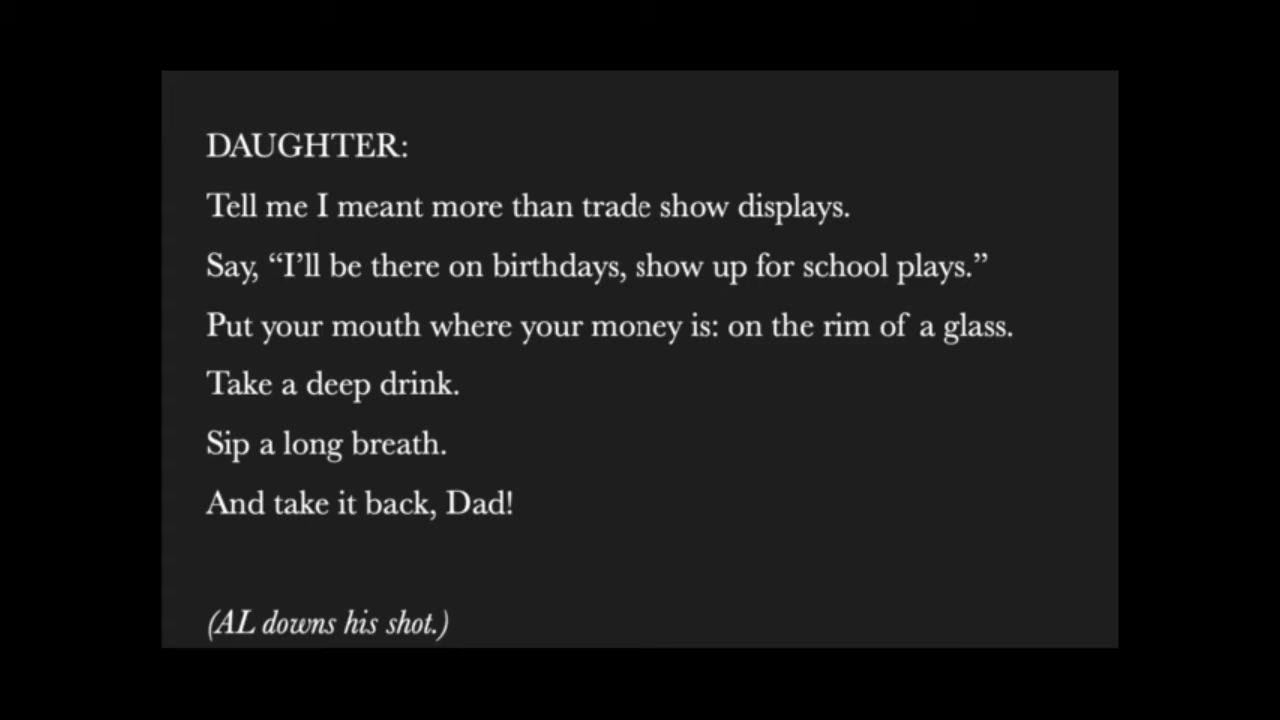 DAUGHTER:
Tell me I meant more than trade show displays.
Say, “I’ll be there on birthdays, show up for school plays.”
Put your mouth where your money is: on the rim of a glass.
Take a deep drink.
Sip a long breath.
And take it back, Dad!
(AL downs his shot.)